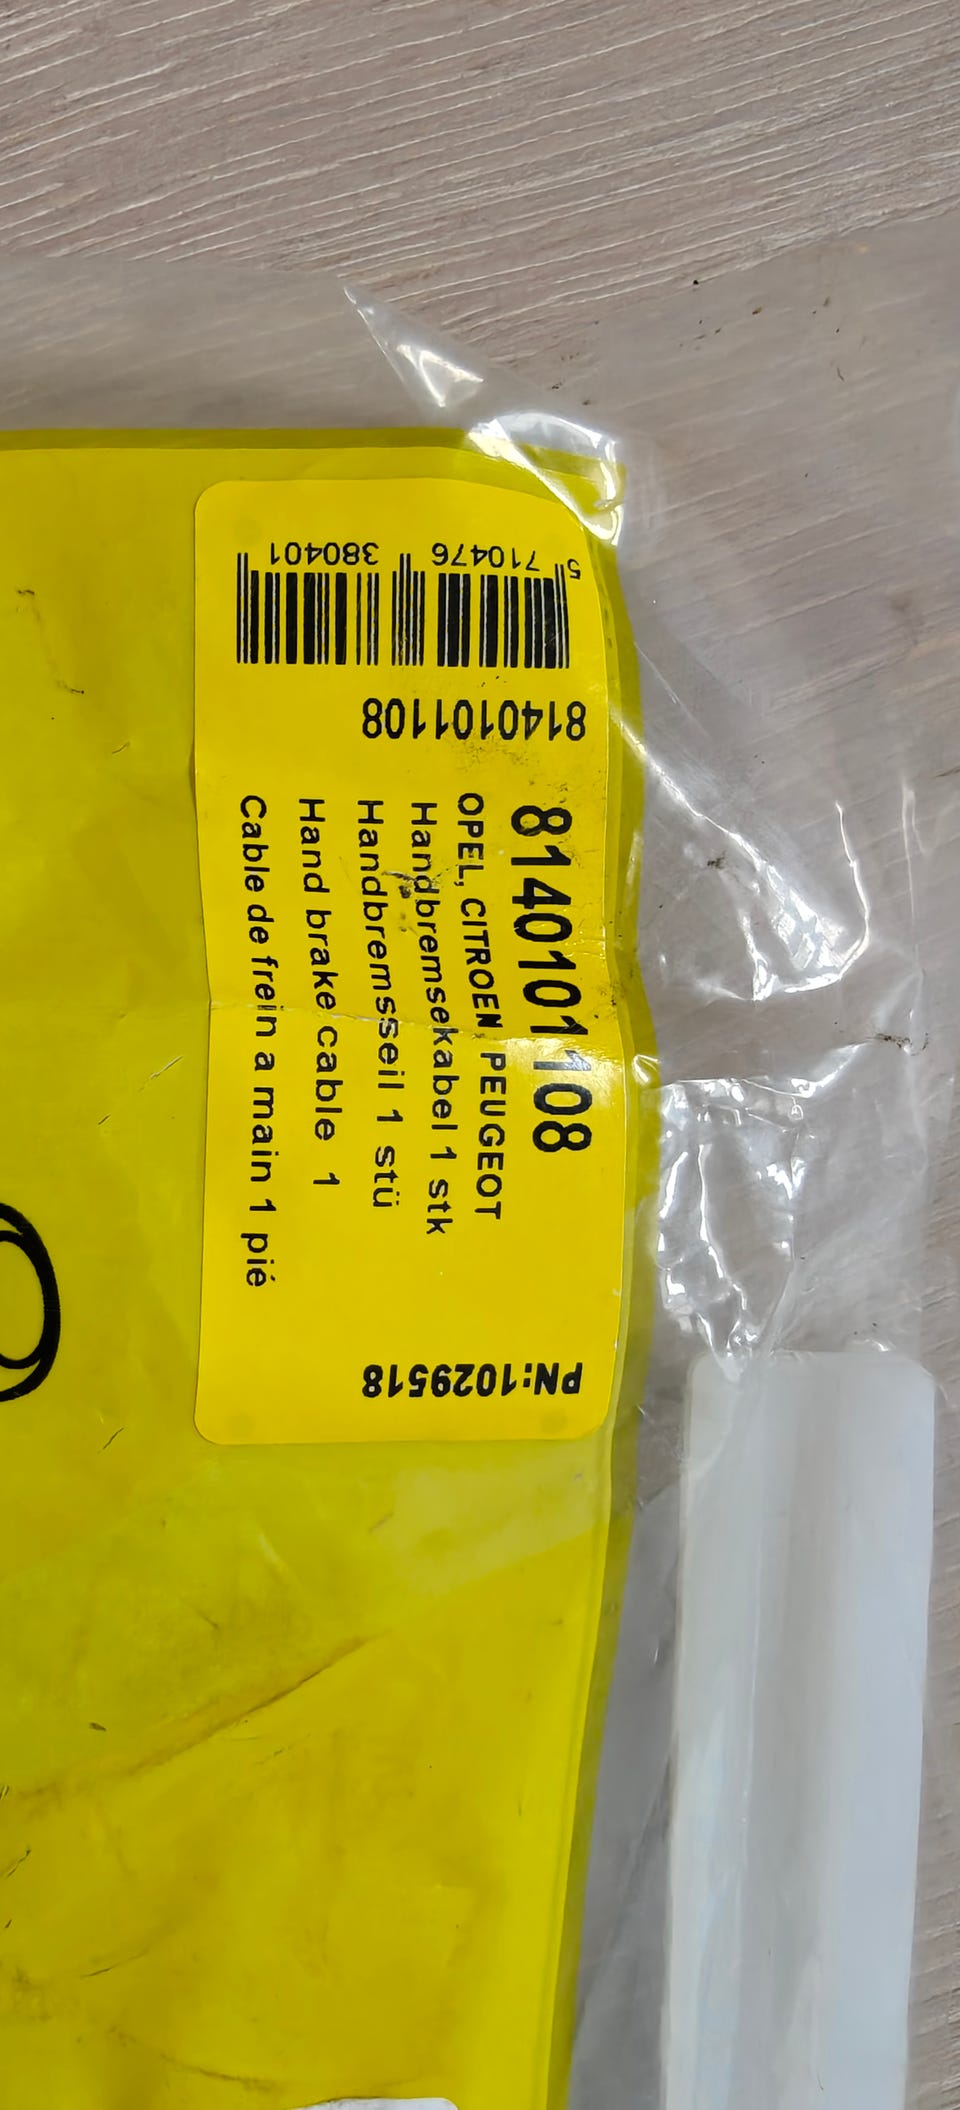 8140101108
OPEL, CITROEN, PEUGEOT
Handbremsekabel 1 stk
Handbremsseil 1 stü
Hand brake cable 1
Cable de frein a main 1 pié
8140101108
5 710476 380401
PN:1029518